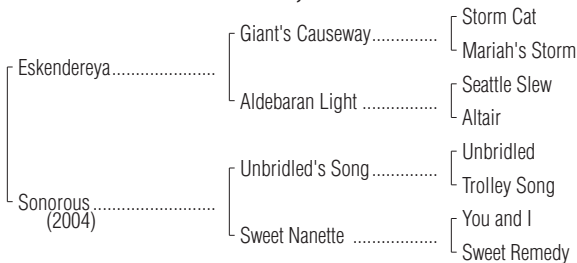 Storm Cat
Giant's Causeway..............
Mariah's Storm
Eskendereya......................
Seattle Slew
Aldebaran Light ................
Altair
Unbridled
Unbridled's Song..............
Trolley Song
Sonorous..........................
(2004)
You and I
Sweet Nanette ..................
Sweet Remedy